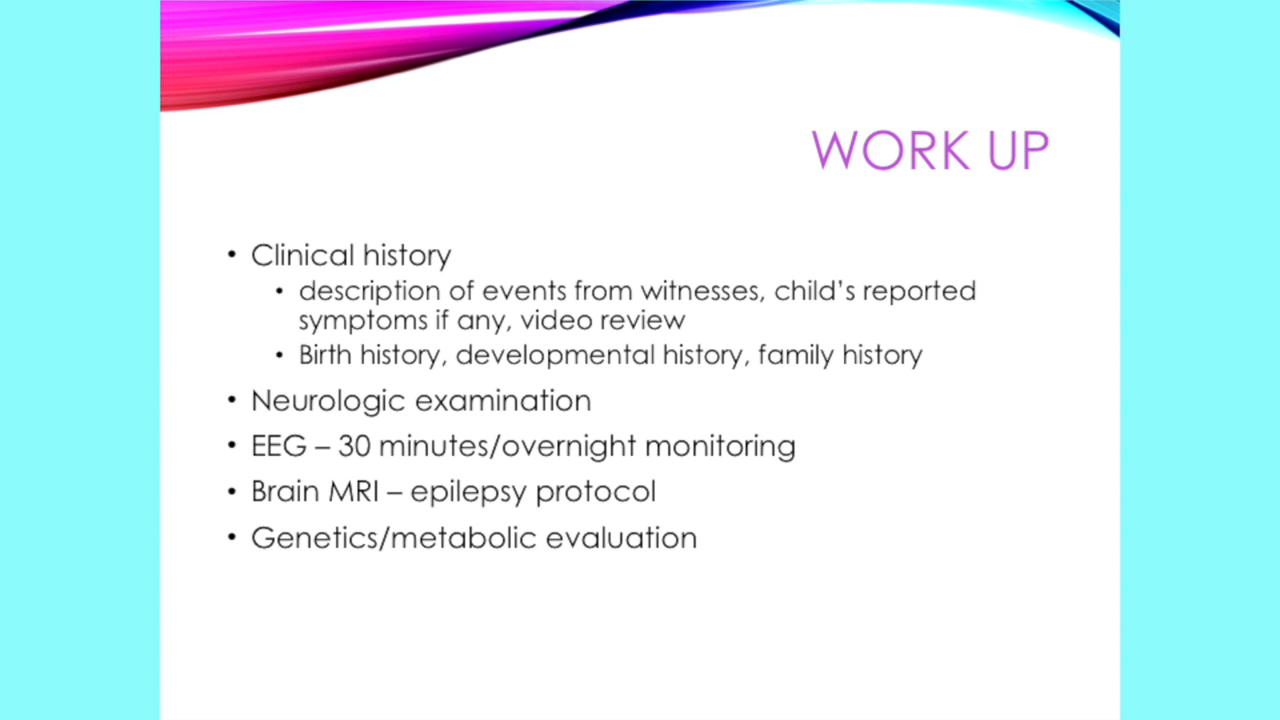 WORK UP
• Clinical history
• description of events from witnesses, child's reported
symptoms if any, video review
• Birth history, developmental history, family history
• Neurologic examination
• EEG – 30 minutes/overnight monitoring
• Brain MRI – epilepsy protocol
• Genetics/metabolic evaluation